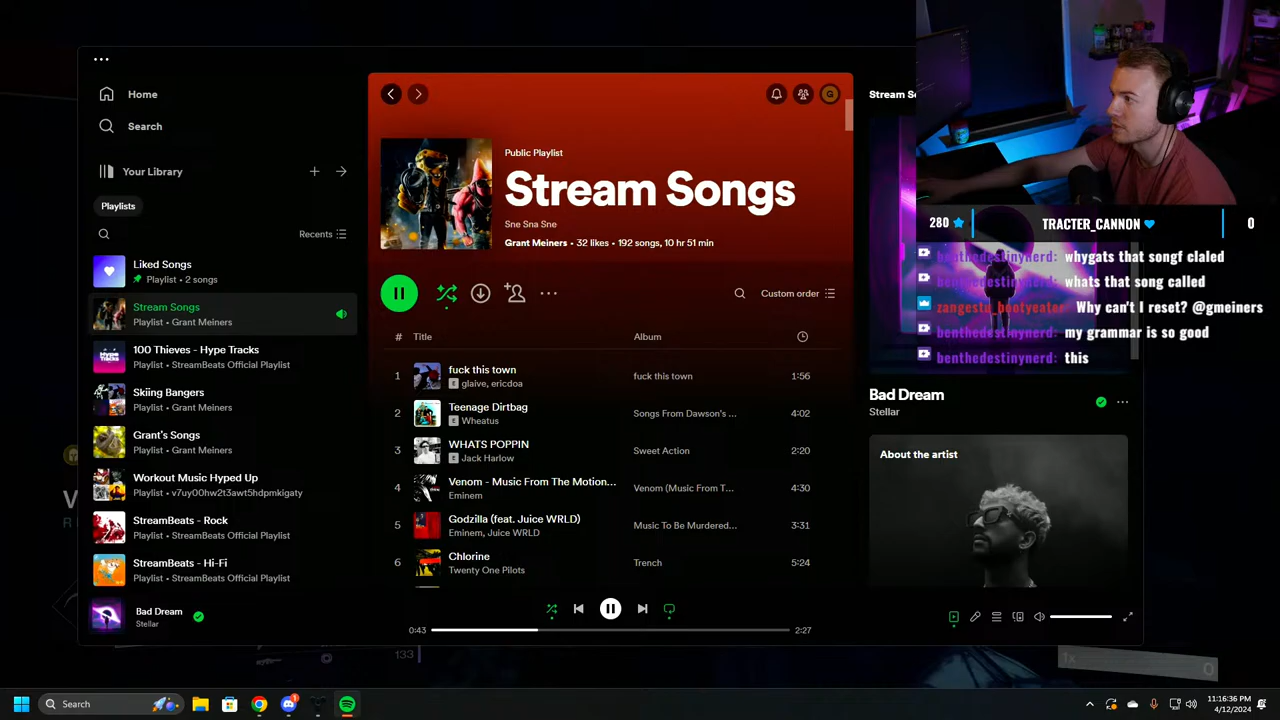 Home
Search
Your Library
Playlists
Recents
Liked Songs
Playlist • 2 songs
Stream Songs
Playlist • Grant Meiners
100 Thieves - Hype Tracks
Playlist • StreamBeats Official Playlist
Skiing Bangers
Playlist • Grant Meiners
Grant's Songs
Playlist • Grant Meiners
Workout Music Hyped Up
Playlist • v7uy00hw2t3awt5hdpmkigaty
StreamBeats - Rock
Playlist • StreamBeats Official Playlist
StreamBeats - Hi-Fi
Playlist • StreamBeats Official Playlist
Bad Dream
Stellar
G
Public Playlist
Stream Songs
Sne Sna Sne
Grant Meiners • 32 likes • 192 songs, 10 hr 51 min
Custom order
# Title Album
1 fuck this town fuck this town 1:56
E glaive, ericdoa
2 Teenage Dirtbag Songs From Dawson's ... 4:02
E Wheatus
3 WHATS POPPIN Sweet Action 2:20
E Jack Harlow
4 Venom - Music From The Motion... Venom (Music From T... 4:30
Eminem
5 Godzilla (feat. Juice WRLD) Music To Be Murdered... 3:31
Eminem, Juice WRLD
6 Chlorine Trench 5:24
Twenty One Pilots
0:43 2:27
Stream So
280 TRACTER_CANNON 0
benthedestinynerd: whygats that songf claled
benthedestinynerd: whats that song called
zangestu_bootyeater: Why can't I reset? @gmeiners
benthedestinynerd: my grammar is so good
benthedestinynerd: this
Bad Dream
Stellar
About the artist
133
1x 0
Search
1
11:16:36 PM
4/12/2024